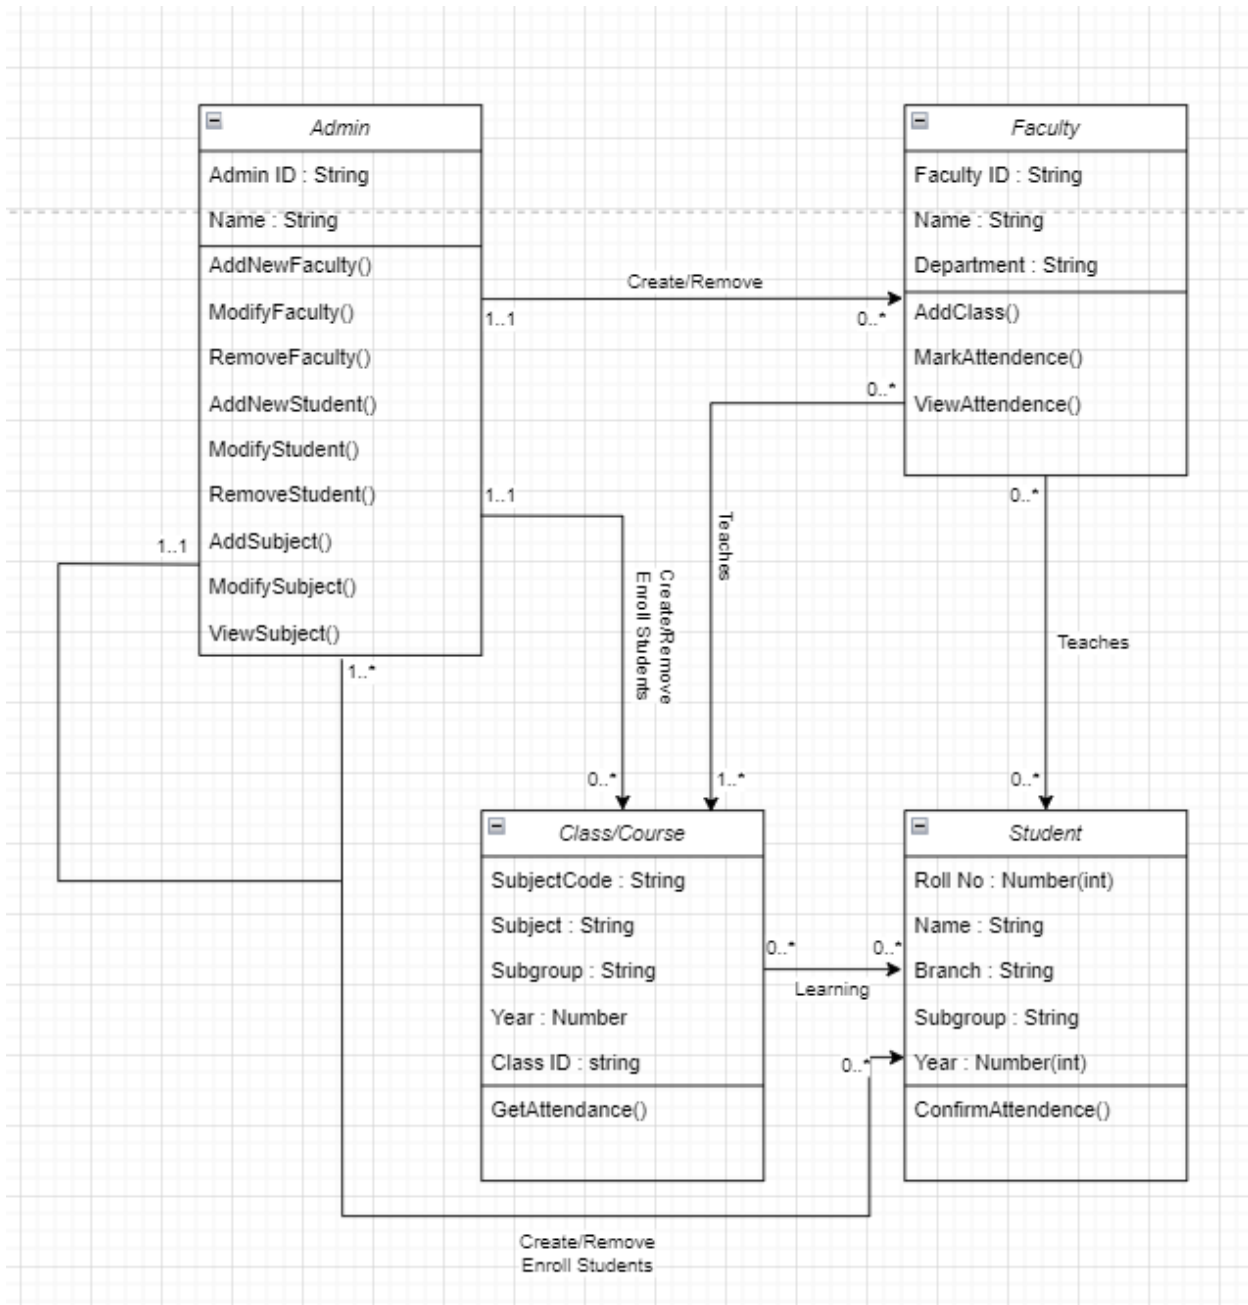 Admin
Admin ID : String
Name : String
AddNewFaculty()
ModifyFaculty()
RemoveFaculty()
AddNewStudent()
ModifyStudent()
RemoveStudent()
AddSubject()
ModifySubject()
ViewSubject()
Faculty
Faculty ID : String
Name : String
Department : String
AddClass()
MarkAttendence()
ViewAttendence()
Create/Remove
1..1
0..*
0..*
1..1
0..*
1..1
Teaches
Create/Remove
Enroll Students
Teaches
1..*
0..*
1..*
0..*
Class/Course
SubjectCode : String
Subject : String
Subgroup : String
Year : Number
Class ID : string
GetAttendance()
Student
Roll No : Number(int)
Name : String
Branch : String
Subgroup : String
Year : Number(int)
ConfirmAttendence()
0..*
0..*
Learning
0..*
Create/Remove
Enroll Students